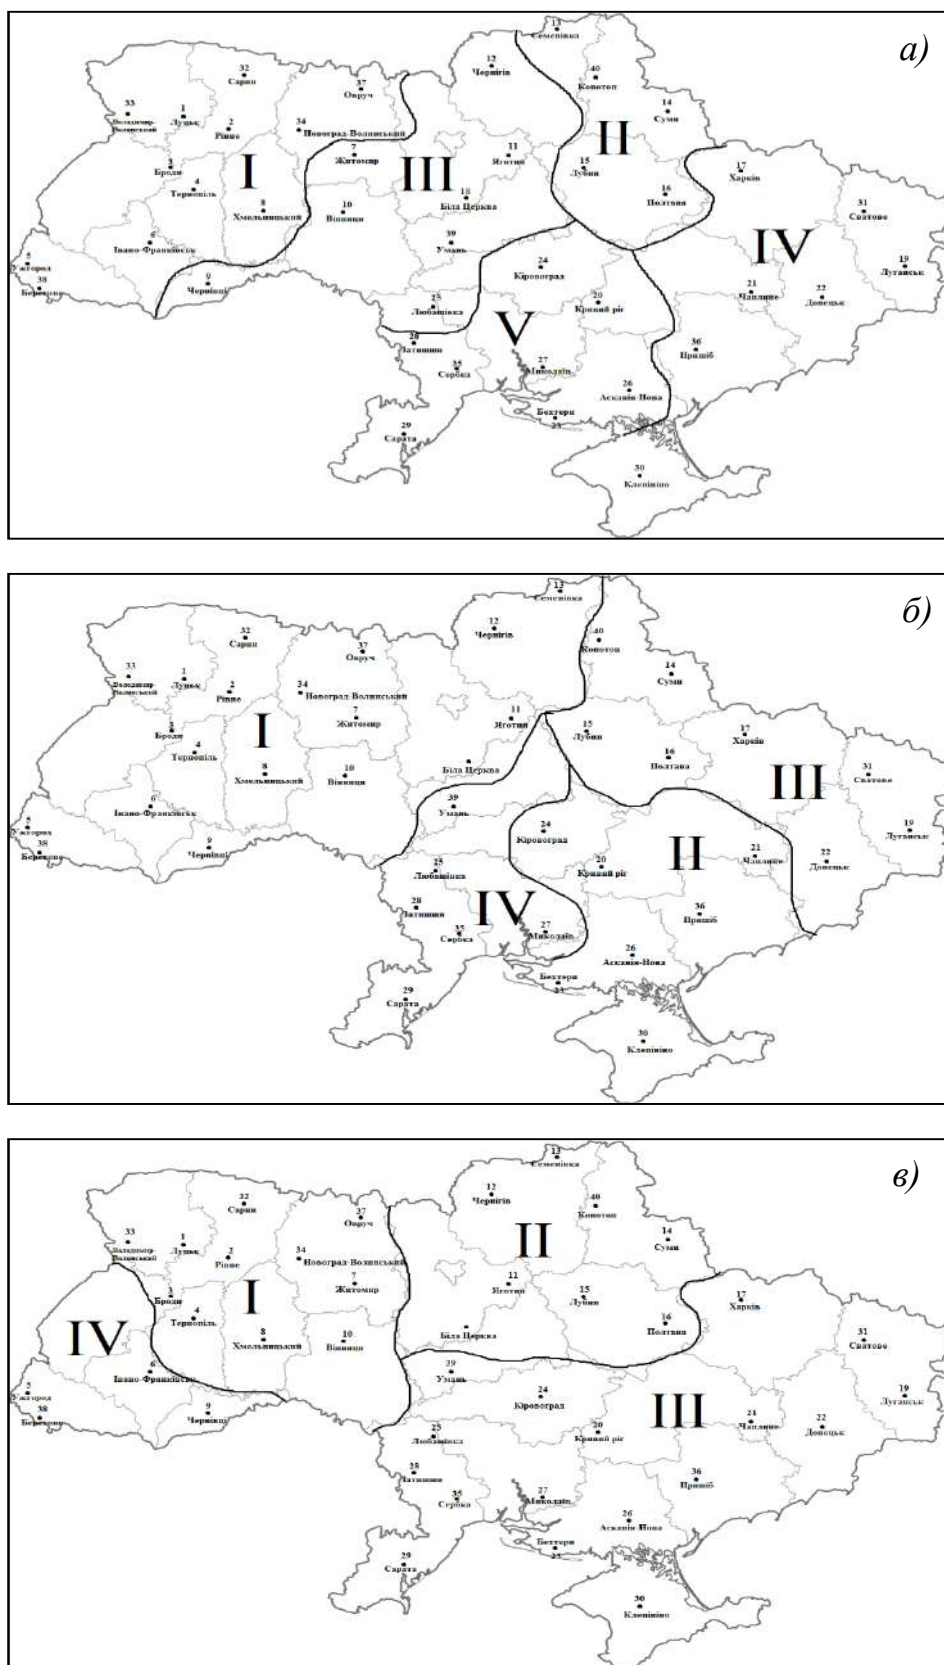 а)
13
Семенівка
12
Чернігів
40
Конотоп
32
Сарни
37
Овруч
14
Суми
33
Володимир-
Волинський
1
Луцьк
2
Рівне
34
Новоград-Волинський
7
Житомир
11
Яготин
II
15
Лубни
17
Харків
3
Броди
4
Тернопіль
I
III
18
Біла Церква
16
Полтава
31
Сватове
8
Хмельницький
10
Вінниця
6
Івано-Франківськ
39
Умань
IV
5
Ужгород
38
Берегове
9
Чернівці
24
Кіровоград
19
Луганськ
25
Любашівка
20
Кривий ріг
21
Чаплине
22
Донецьк
V
28
Затишшя
35
Сербка
27
Миколаїв
36
Пришиб
26
Асканія-Нова
Бехтери
23
29
Сарата
30
Клепініно
б)
13
Семенівка
12
Чернігів
40
Конотоп
32
Сарни
37
Овруч
14
Суми
33
Володимир-
Волинський
1
Луцьк
2
Рівне
34
Новоград-Волинський
7
Житомир
11
Яготин
15
Лубни
17
Харків
3
Броди
4
Тернопіль
I
Біла Церква
16
Полтава
31
Сватове
8
Хмельницький
10
Вінниця
III
6
Івано-Франківськ
39
Умань
5
Ужгород
38
Берегове
9
Чернівці
24
Кіровоград
19
Луганськ
25
Любашівка
20
Кривий ріг
II
21
Чаплине
22
Донецьк
28
Затишшя
IV
35
Сербка
27
Миколаїв
36
Пришиб
26
Асканія-Нова
Бехтери
23
29
Сарата
30
Клепініно
в)
13
Семенівка
12
Чернігів
40
Конотоп
32
Сарни
37
Овруч
II
14
Суми
33
Володимир-
Волинський
1
Луцьк
2
Рівне
34
Новоград-Волинський
7
Житомир
11
Яготин
15
Лубни
17
Харків
3
Броди
4
Тернопіль
I
IV
Біла Церква
16
Полтава
31
Сватове
8
Хмельницький
10
Вінниця
6
Івано-Франківськ
39
Умань
5
Ужгород
38
Берегове
9
Чернівці
24
Кіровоград
III
19
Луганськ
25
Любашівка
20
Кривий ріг
21
Чаплине
22
Донецьк
28
Затишшя
35
Сербка
27
Миколаїв
36
Пришиб
26
Асканія-Нова
Бехтери
23
29
Сарата
30
Клепініно